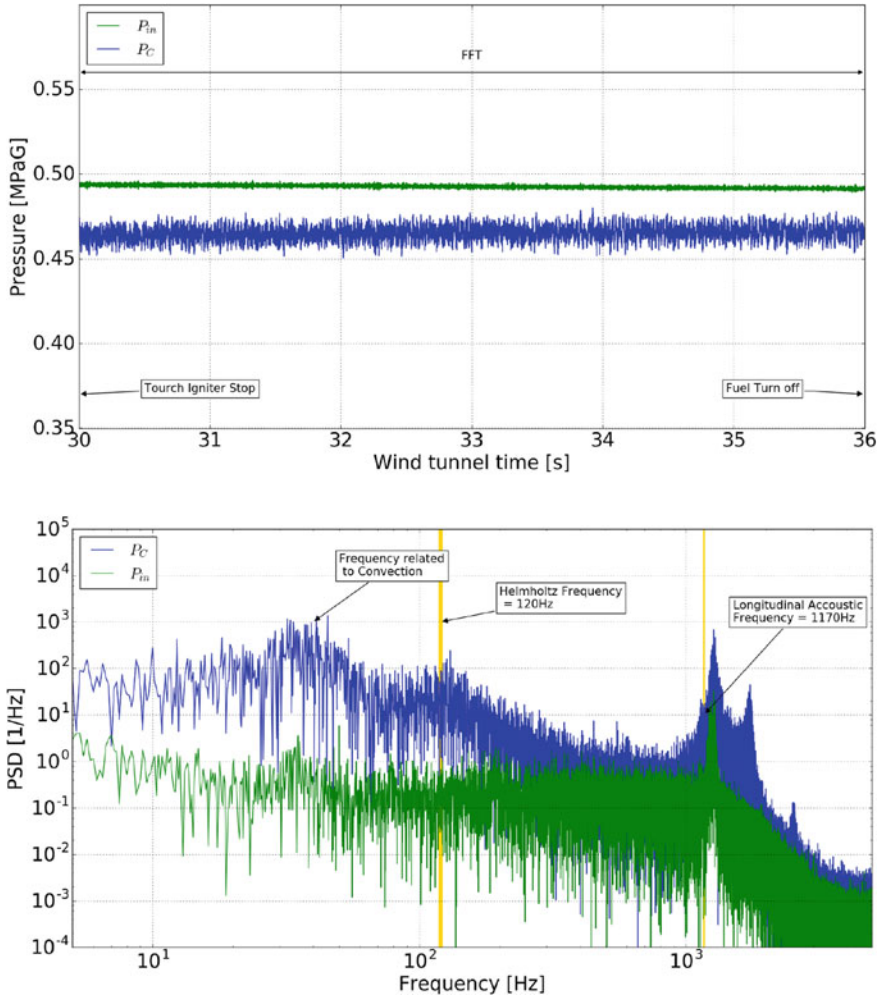 P_in
P_C
FFT
Pressure [MPaG]
0.55
0.50
0.45
0.40
0.35
Tourch Igniter Stop
Fuel Turn off
30 31 32 33 34 35 36
Wind tunnel time [s]
P_C
P_in
PSD [1/Hz]
10^5
10^4
10^3
10^2
10^1
10^0
10^-1
10^-2
10^-3
10^-4
Frequency related
to Convection
Helmholtz Frequency
= 120Hz
Longitudinal Accoustic
Frequency = 1170Hz
10^1 10^2 10^3
Frequency [Hz]